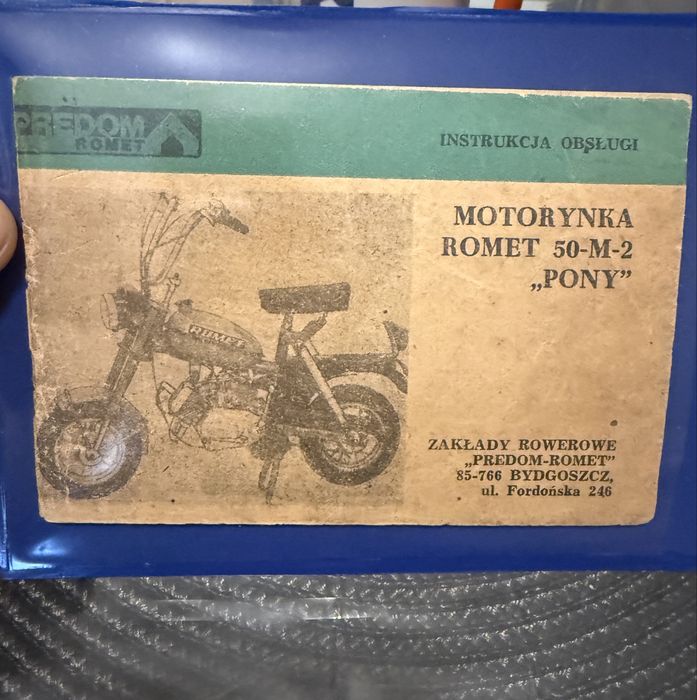 PREDOM
ROMET
INSTRUKCJA OBSŁUGI
MOTORYNKA
ROMET 50-M-2
„PONY”
ROMET
ZAKŁADY ROWEROWE
„PREDOM-ROMET”
85-766 BYDGOSZCZ,
ul. Fordońska 246